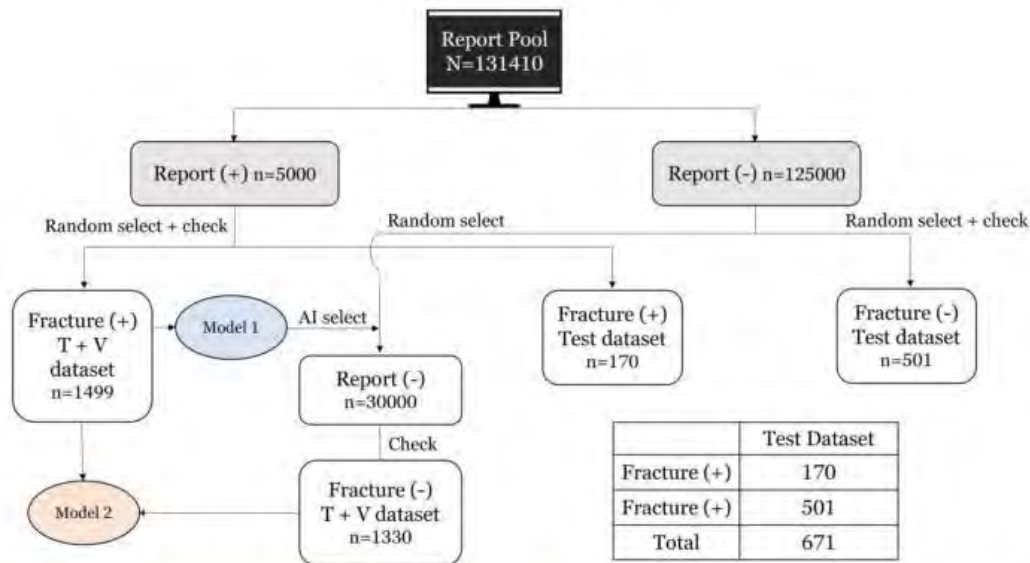 Report Pool
N=131410
Report (+) n=5000
Report (-) n=125000
Random select + check
Random select
Random select + check
Fracture (+)
T + V
dataset
n=1499
Model 1
AI select
Fracture (+)
Test dataset
n=170
Fracture (-)
Test dataset
n=501
Report (-)
n=30000
Check
Fracture (-)
T + V dataset
n=1330
Model 2
Test Dataset
Fracture (+) 170
Fracture (+) 501
Total 671